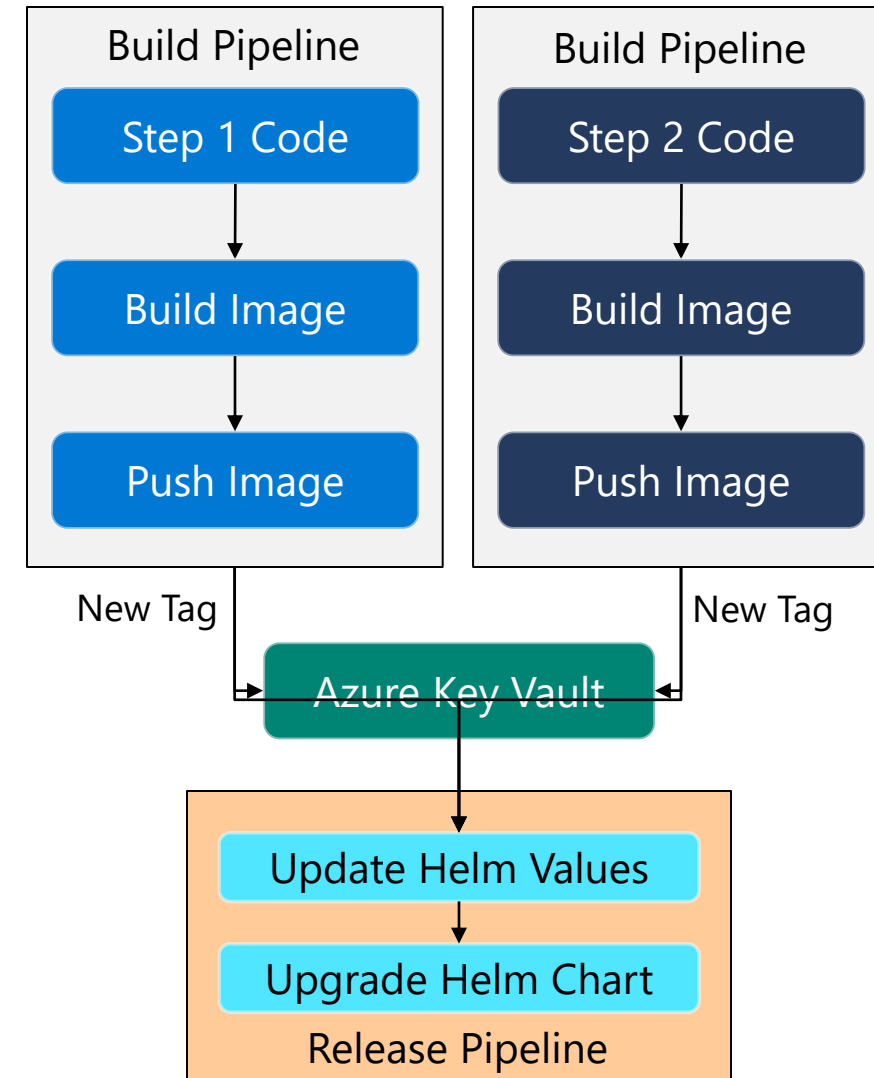 Build Pipeline
Step 1 Code
Build Image
Push Image
New Tag
Build Pipeline
Step 2 Code
Build Image
Push Image
New Tag
Azure Key Vault
Update Helm Values
Upgrade Helm Chart
Release Pipeline